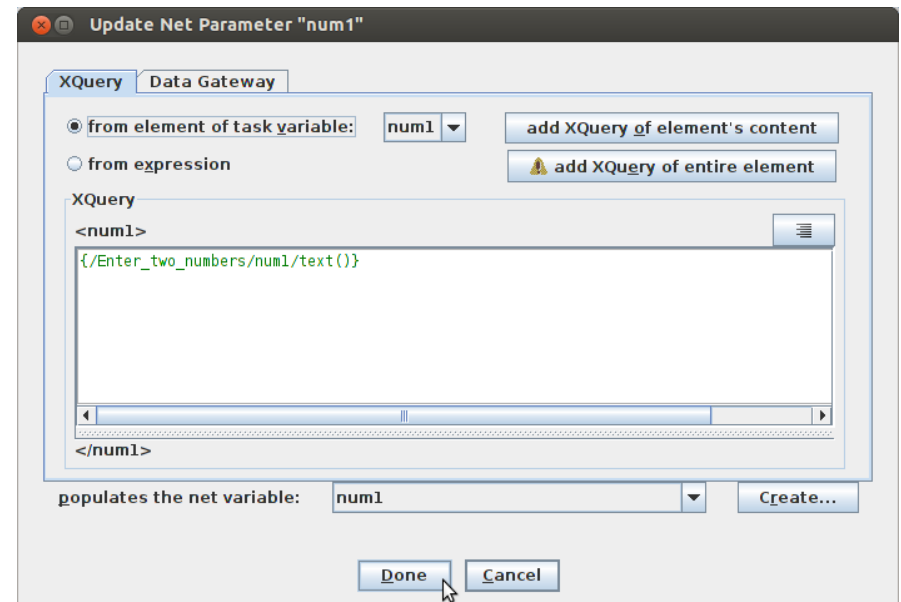 Update Net Parameter "num1"
XQuery Data Gateway
from element of task variable: num1 add XQuery of element's content
from expression add XQuery of entire element
XQuery
<num1>
{/Enter_two_numbers/num1/text()}
</num1>
populates the net variable: num1 Create...
Done Cancel